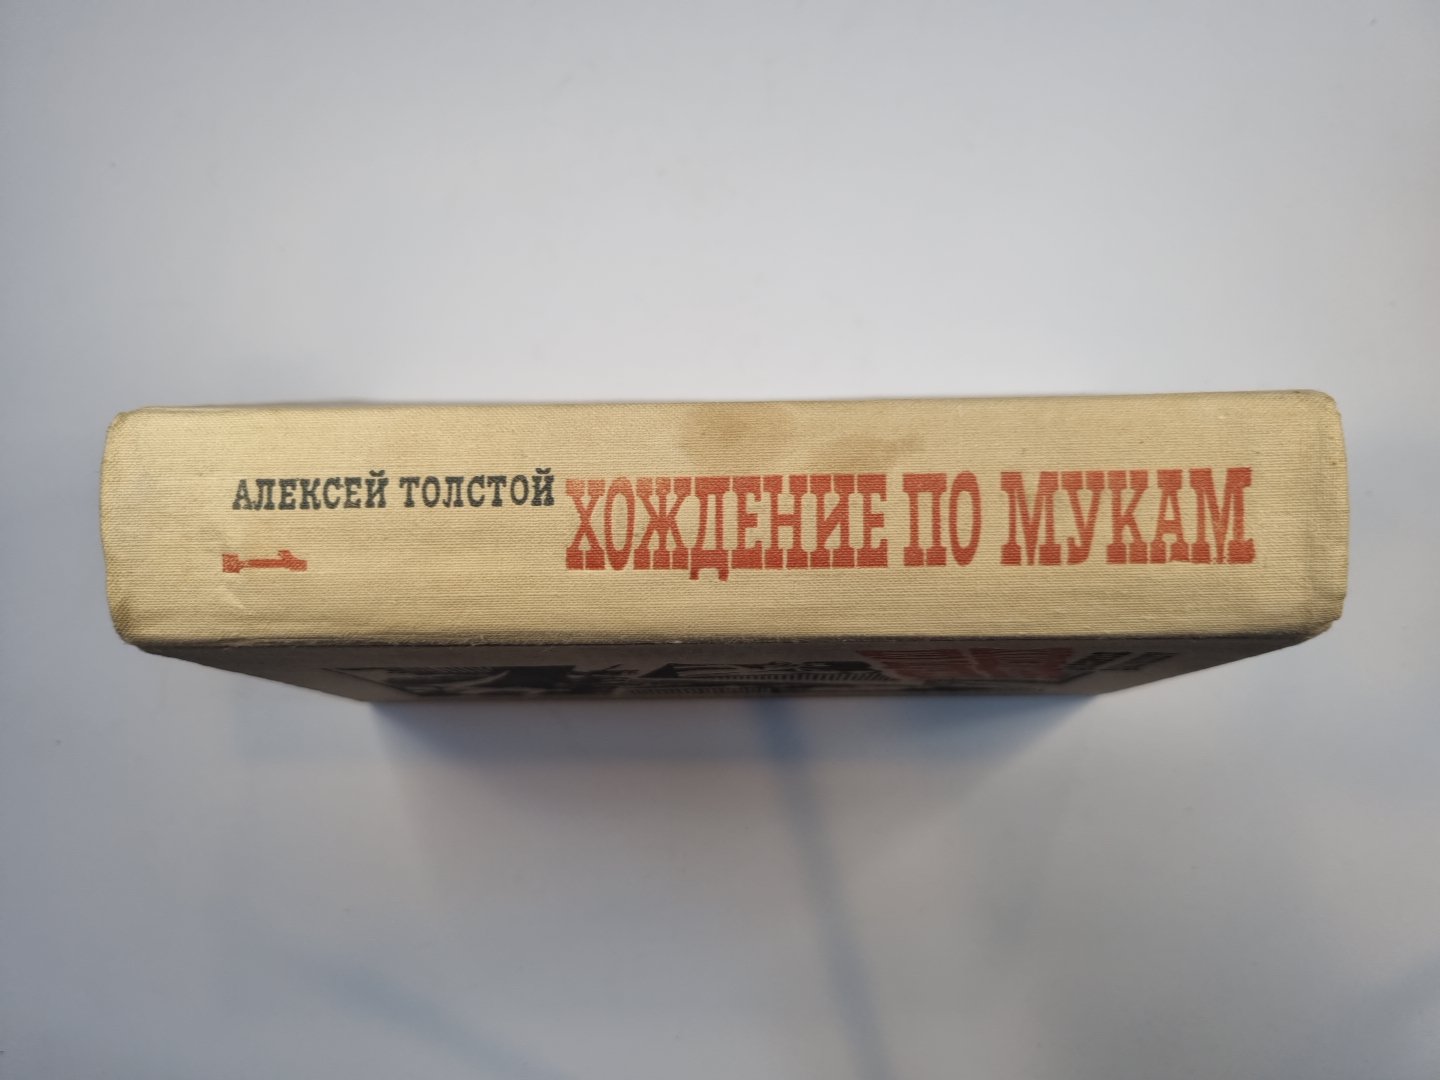 АЛЕКСЕЙ ТОЛСТОЙ
ХОЖДЕНИЕ ПО МУКАМ
1